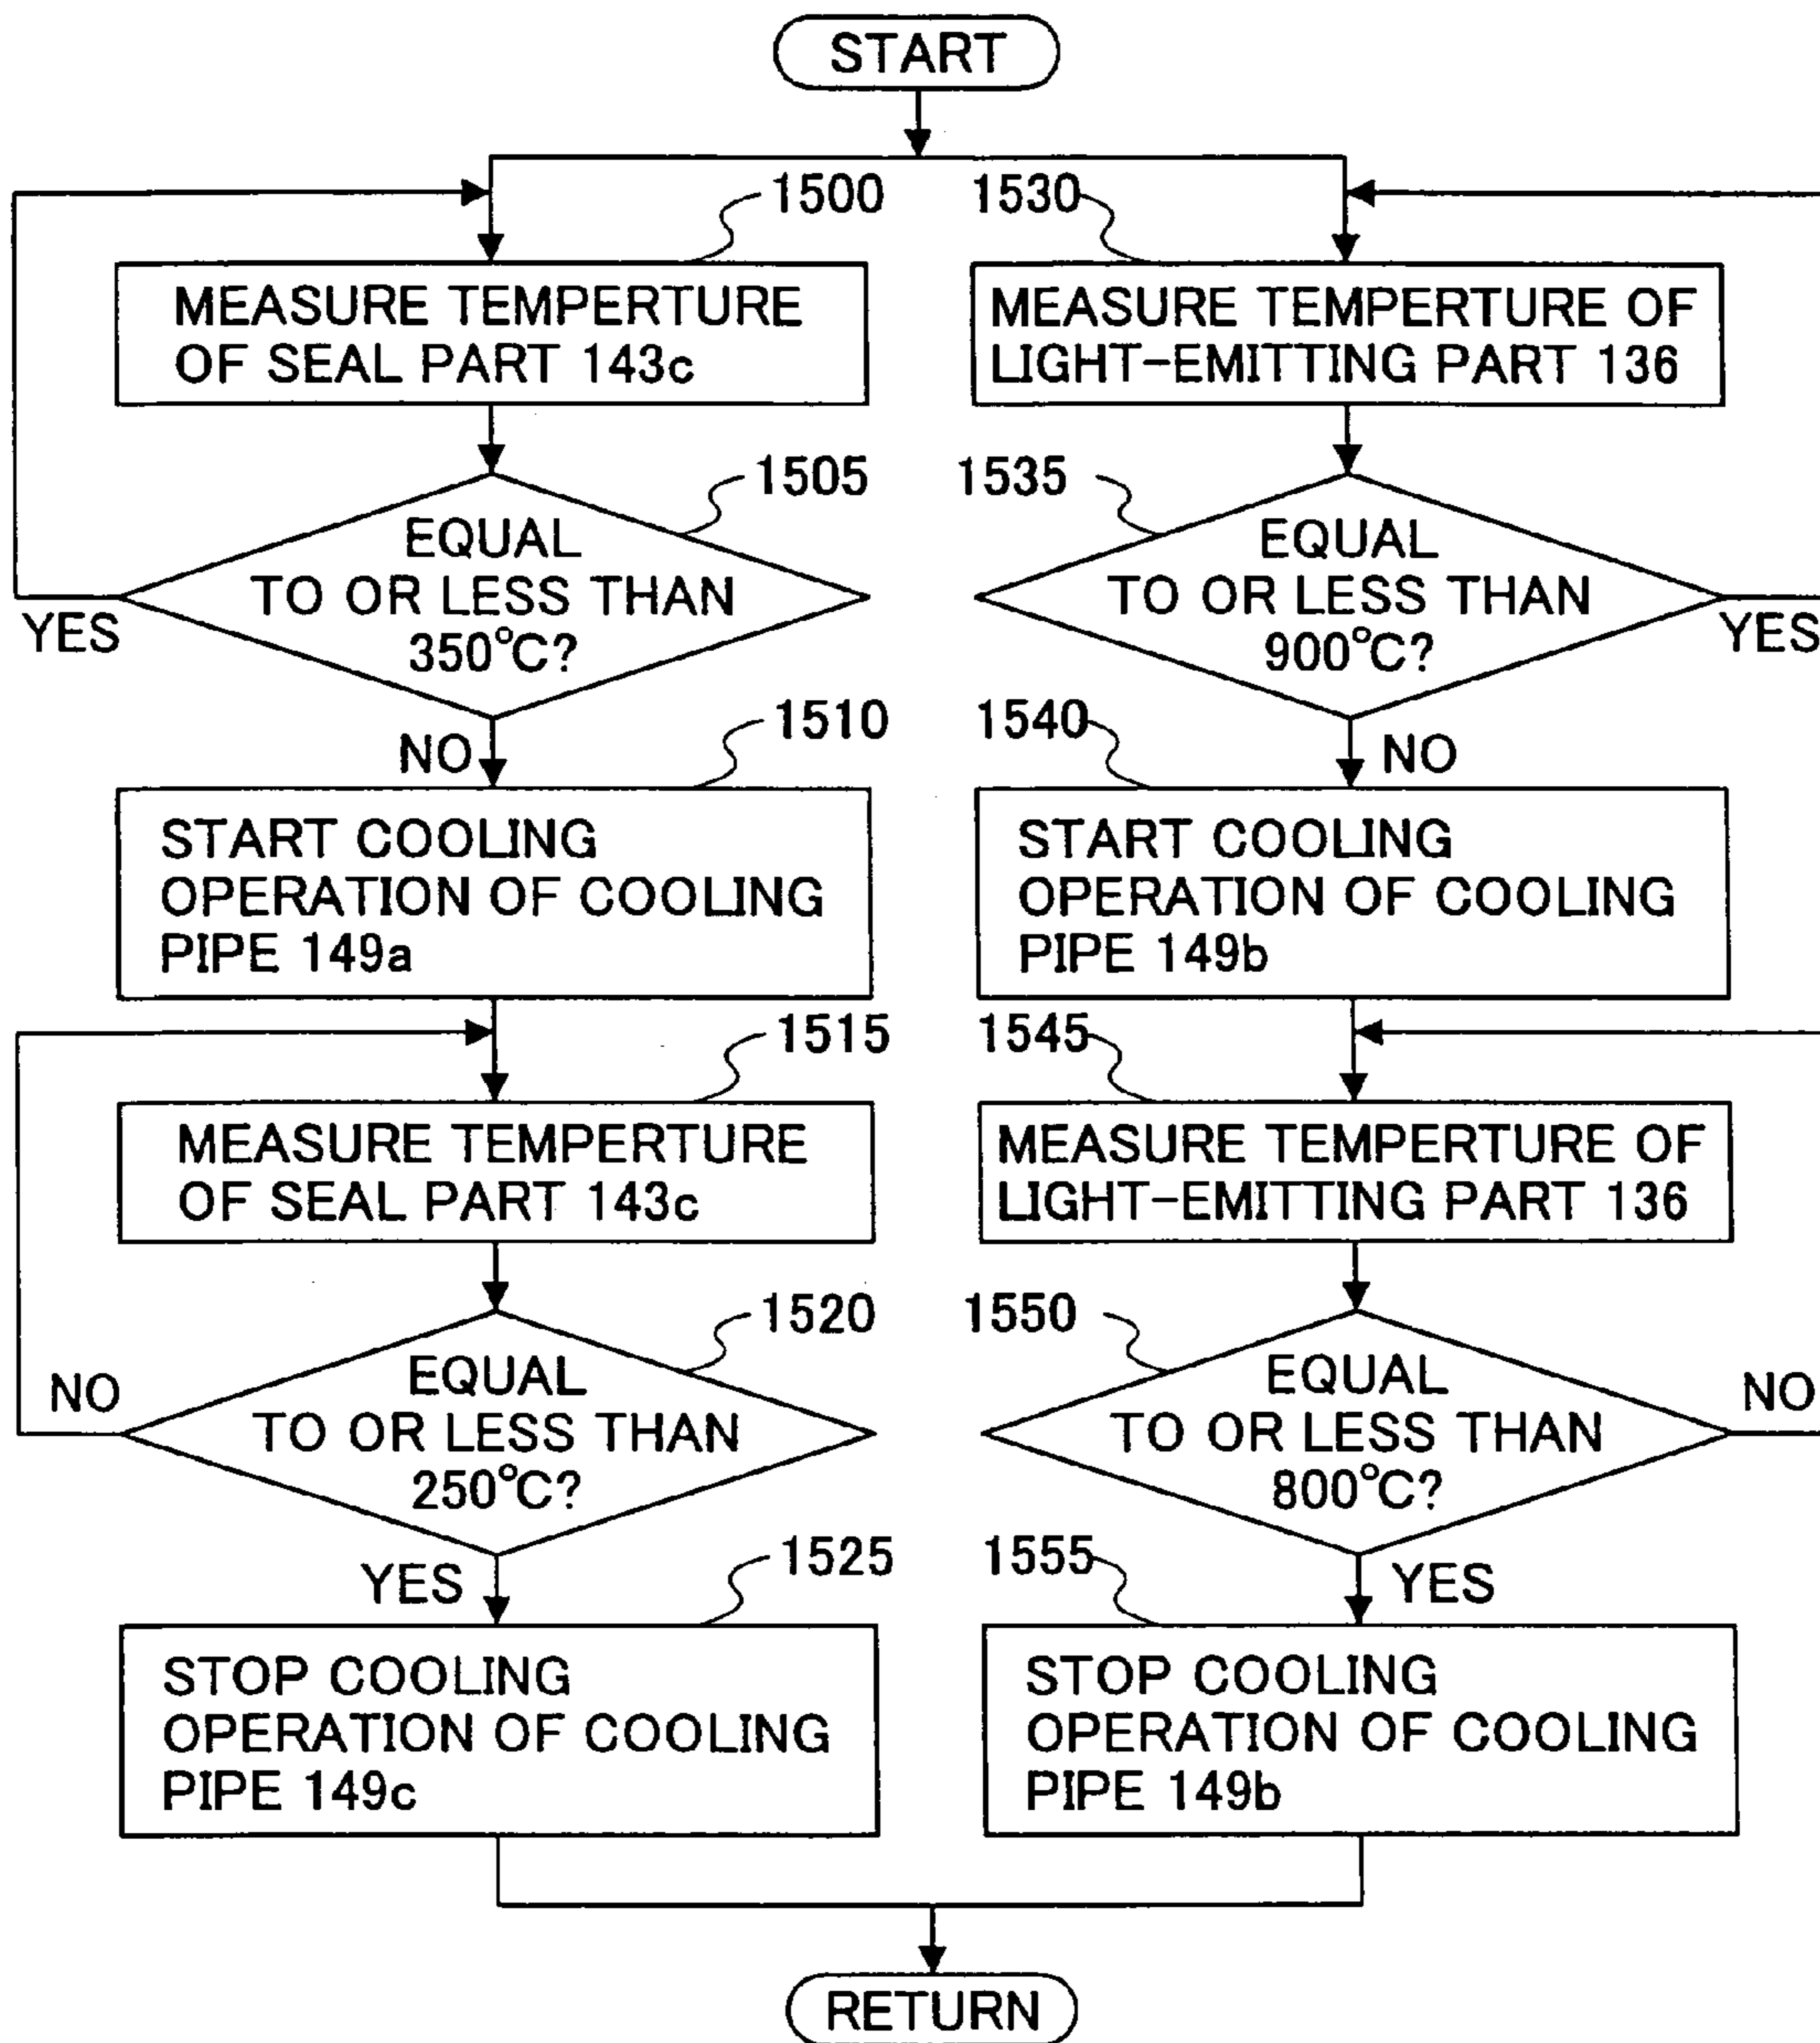 START
1500
1530
MEASURE TEMPERTURE
OF SEAL PART 143c
MEASURE TEMPERTURE OF
LIGHT-EMITTING PART 136
1505
1535
EQUAL
TO OR LESS THAN
350°C?
YES
EQUAL
TO OR LESS THAN
900°C?
YES
NO
1510
1540
NO
START COOLING
OPERATION OF COOLING
PIPE 149a
START COOLING
OPERATION OF COOLING
PIPE 149b
1515
1545
MEASURE TEMPERTURE
OF SEAL PART 143c
MEASURE TEMPERTURE OF
LIGHT-EMITTING PART 136
1520
1550
NO
EQUAL
TO OR LESS THAN
250°C?
EQUAL
TO OR LESS THAN
800°C?
NO
YES
1525
1555
YES
STOP COOLING
OPERATION OF COOLING
PIPE 149c
STOP COOLING
OPERATION OF COOLING
PIPE 149b
RETURN